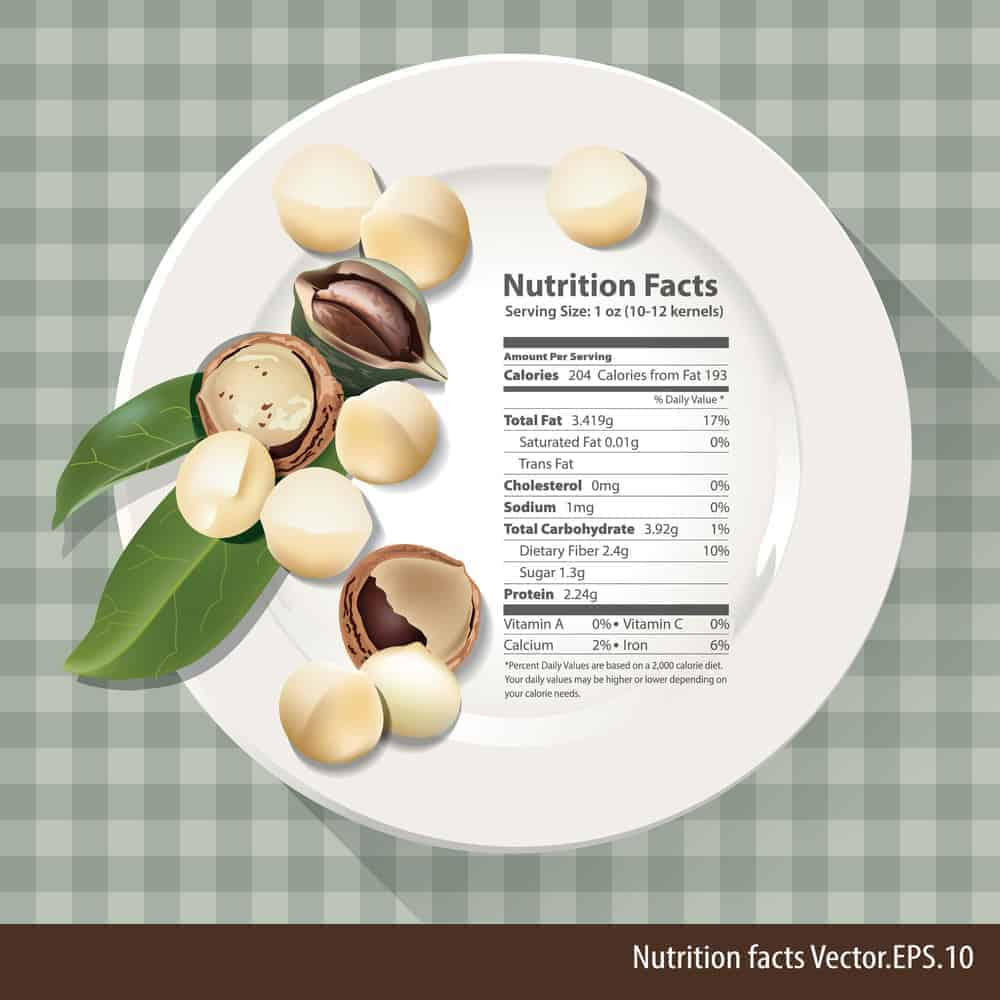 Nutrition Facts
Serving Size: 1 oz (10-12 kernels)
Amount Per Serving
Calories 204 Calories from Fat 193
% Daily Value *
Total Fat 3.419g 17%
Saturated Fat 0.01g 0%
Trans Fat
Cholesterol 0mg 0%
Sodium 1mg 0%
Total Carbohydrate 3.92g 1%
Dietary Fiber 2.4g 10%
Sugar 1.3g
Protein 2.24g
Vitamin A 0% • Vitamin C 0%
Calcium 2% • Iron 6%
*Percent Daily Values are based on a 2,000 calorie diet.
Your daily values may be higher or lower depending on
your calorie needs.
Nutrition facts Vector.EPS.10